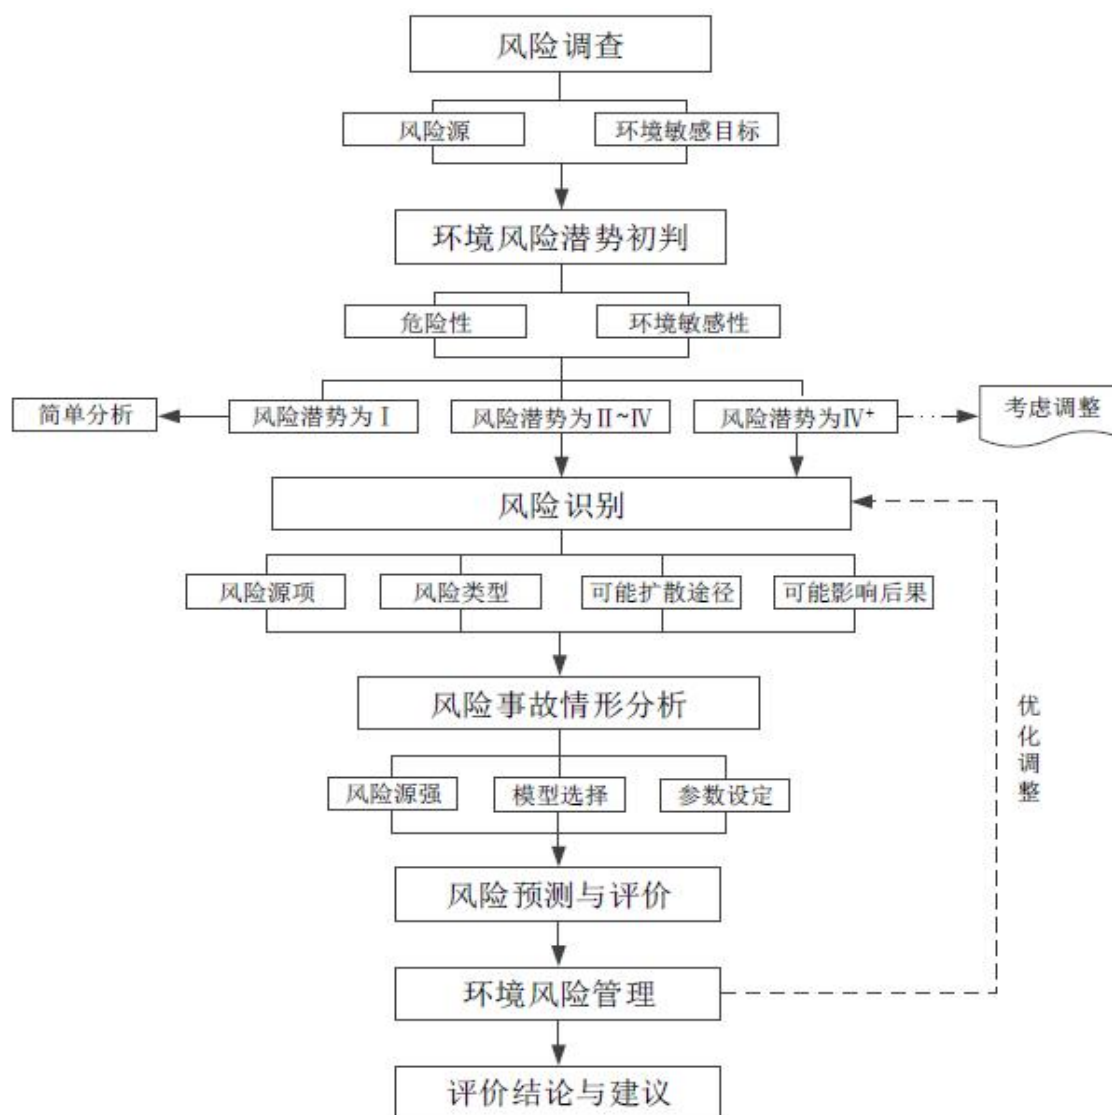 风险调查
风险源
环境敏感目标
环境风险潜势初判
危险性
环境敏感性
简单分析
风险潜势为Ⅰ
风险潜势为Ⅱ~Ⅳ
风险潜势为Ⅳ⁺
考虑调整
风险识别
风险源项
风险类型
可能扩散途径
可能影响后果
风险事故情形分析
优化调整
风险源强
模型选择
参数设定
风险预测与评价
环境风险管理
评价结论与建议